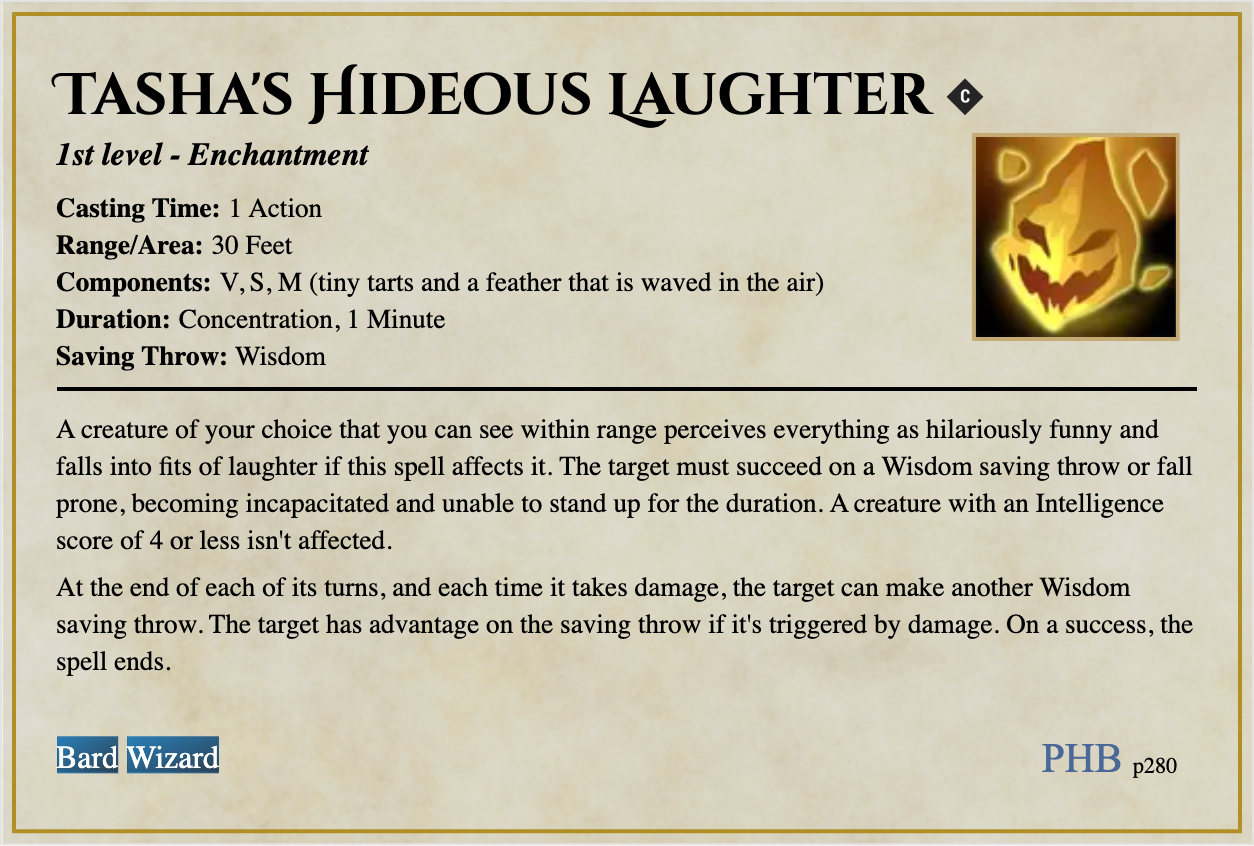 Tasha's Hideous Laughter C
1st level - Enchantment
Casting Time: 1 Action
Range/Area: 30 Feet
Components: V, S, M (tiny tarts and a feather that is waved in the air)
Duration: Concentration, 1 Minute
Saving Throw: Wisdom
A creature of your choice that you can see within range perceives everything as hilariously funny and
falls into fits of laughter if this spell affects it. The target must succeed on a Wisdom saving throw or fall
prone, becoming incapacitated and unable to stand up for the duration. A creature with an Intelligence
score of 4 or less isn't affected.
At the end of each of its turns, and each time it takes damage, the target can make another Wisdom
saving throw. The target has advantage on the saving throw if it's triggered by damage. On a success, the
spell ends.
Bard Wizard
PHB p280